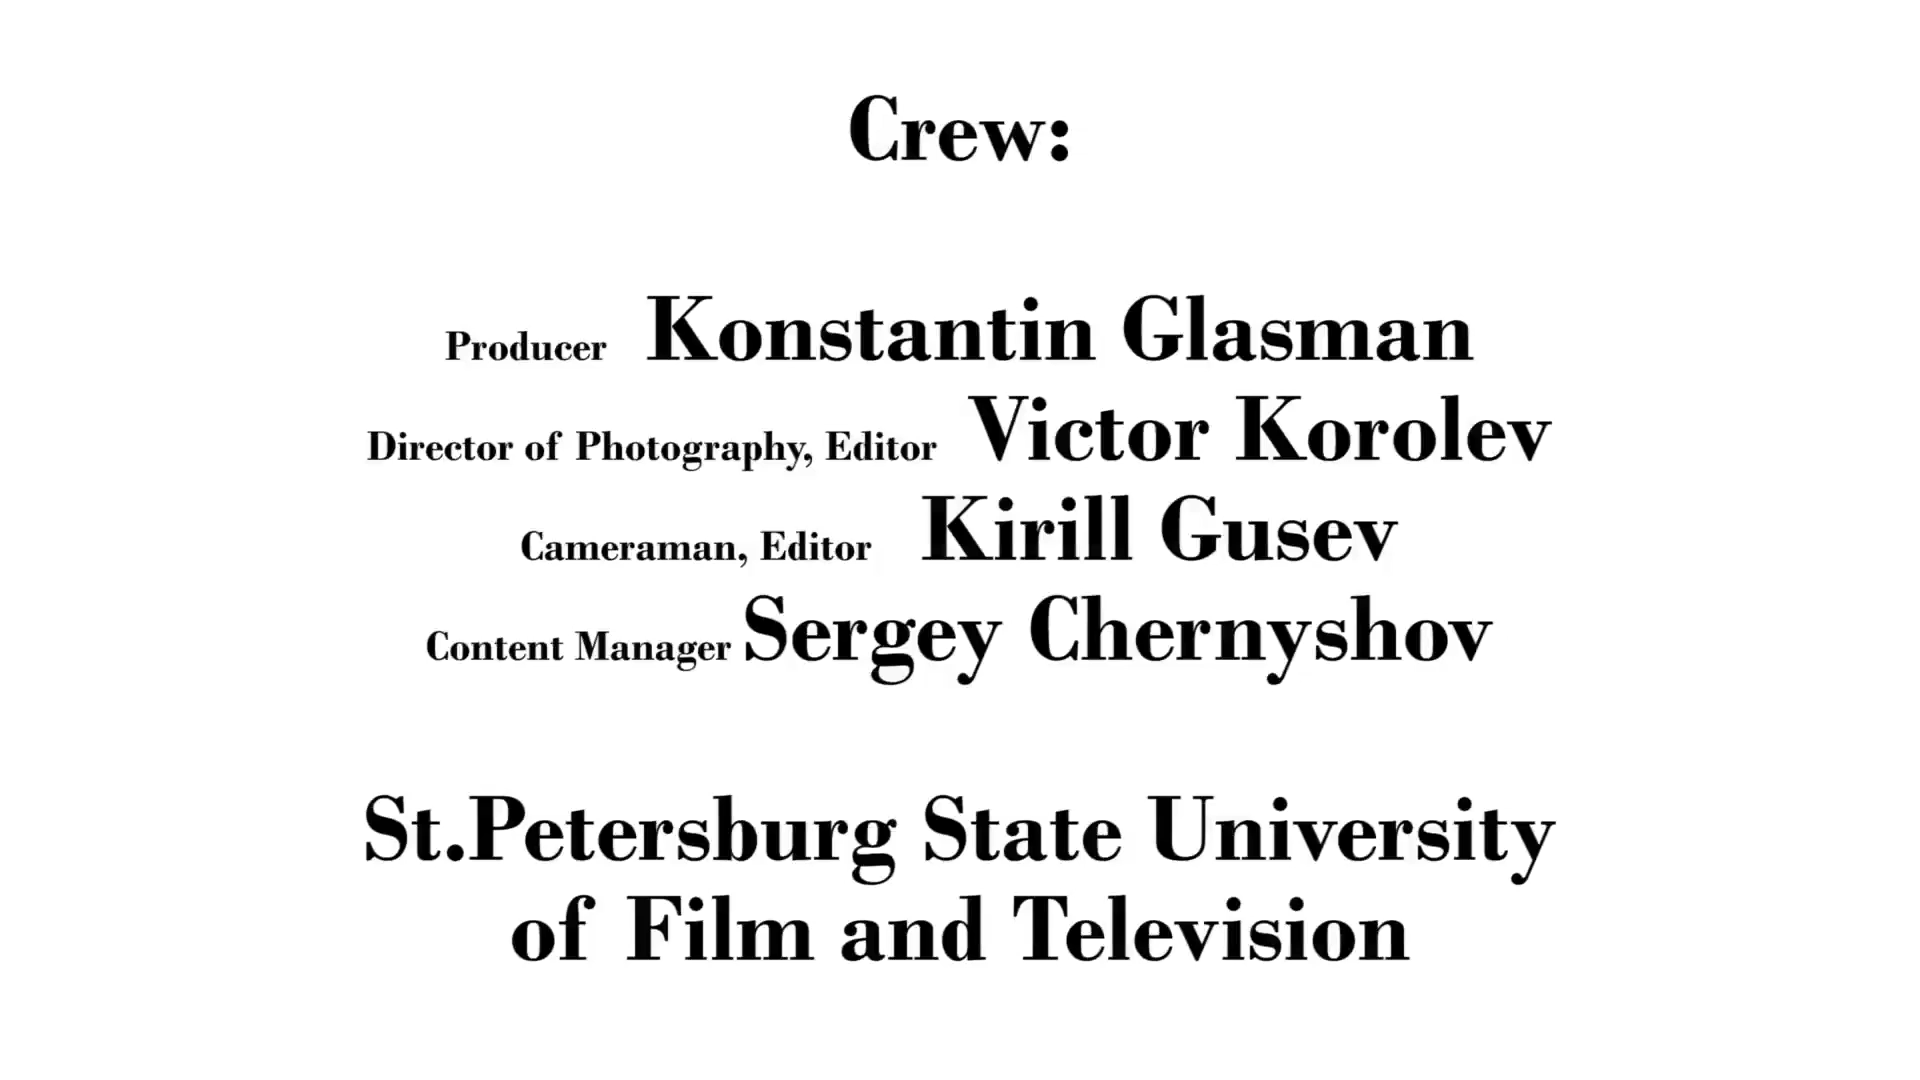 Crew:
Producer Konstantin Glasman
Director of Photography, Editor Victor Korolev
Cameraman, Editor Kirill Gusev
Content Manager Sergey Chernyshov
St.Petersburg State University
of Film and Television